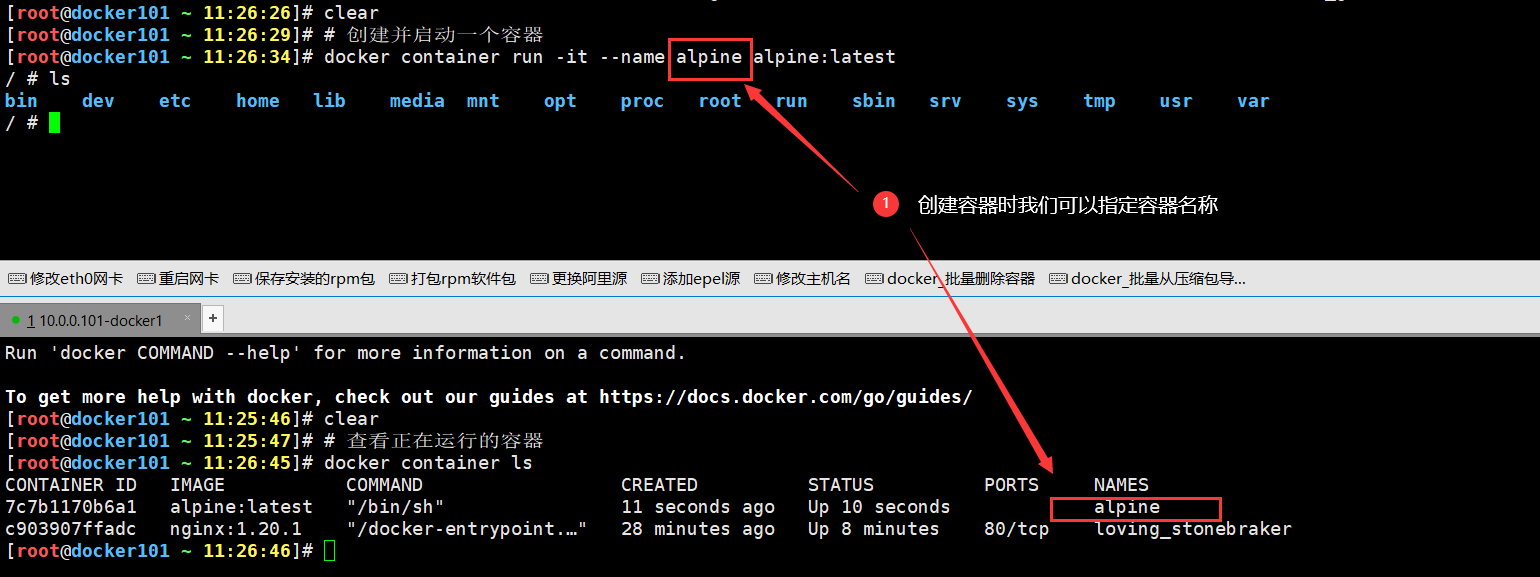 [root@docker101 ~ 11:26:26]# clear
[root@docker101 ~ 11:26:29]# # 创建并启动一个容器
[root@docker101 ~ 11:26:34]# docker container run -it --name alpine alpine:latest
/ # ls
bin dev etc home lib media mnt opt proc root run sbin srv sys tmp usr var
/ #
1 创建容器时我们可以指定容器名称
修改eth0网卡 重启网卡 保存安装的rpm包 打包rpm软件包 更换阿里源 添加epel源 修改主机名 docker_批量删除容器 docker_批量从压缩包导...
1 10.0.0.101-docker1 × +
Run 'docker COMMAND --help' for more information on a command.
To get more help with docker, check out our guides at https://docs.docker.com/go/guides/
[root@docker101 ~ 11:25:46]# clear
[root@docker101 ~ 11:25:47]# # 查看正在运行的容器
[root@docker101 ~ 11:26:45]# docker container ls
CONTAINER ID IMAGE COMMAND CREATED STATUS PORTS NAMES
7c7b1170b6a1 alpine:latest "/bin/sh" 11 seconds ago Up 10 seconds alpine
c903907ffadc nginx:1.20.1 "/docker-entrypoint.…" 28 minutes ago Up 8 minutes 80/tcp loving_stonebraker
[root@docker101 ~ 11:26:46]#